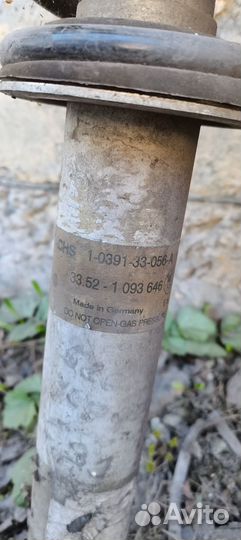 CHS 1-0391-33-056-A
33.52 - 1 093 646
Made in Germany
DO NOT OPEN-GAS PRESS
Avito